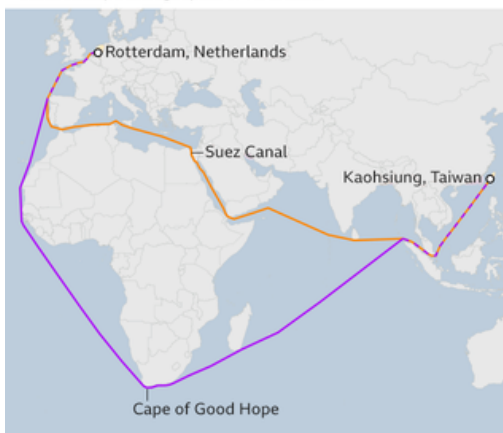 Rotterdam, Netherlands
Suez Canal
Kaohsiung, Taiwan
Cape of Good Hope